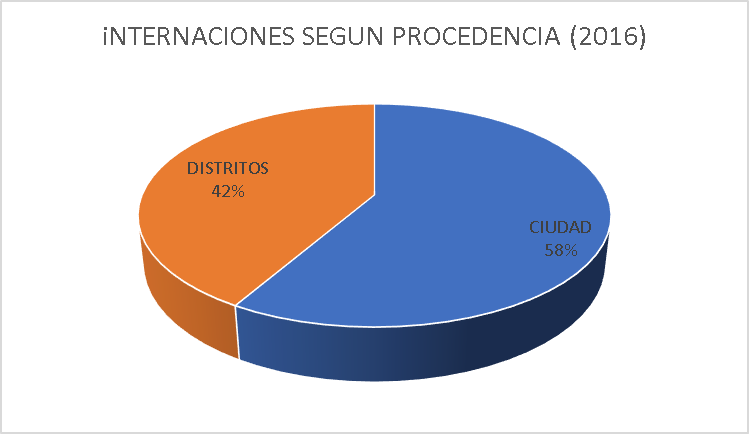 iNTERNACIONES SEGUN PROCEDENCIA (2016)
DISTRITOS
42%
CIUDAD
58%